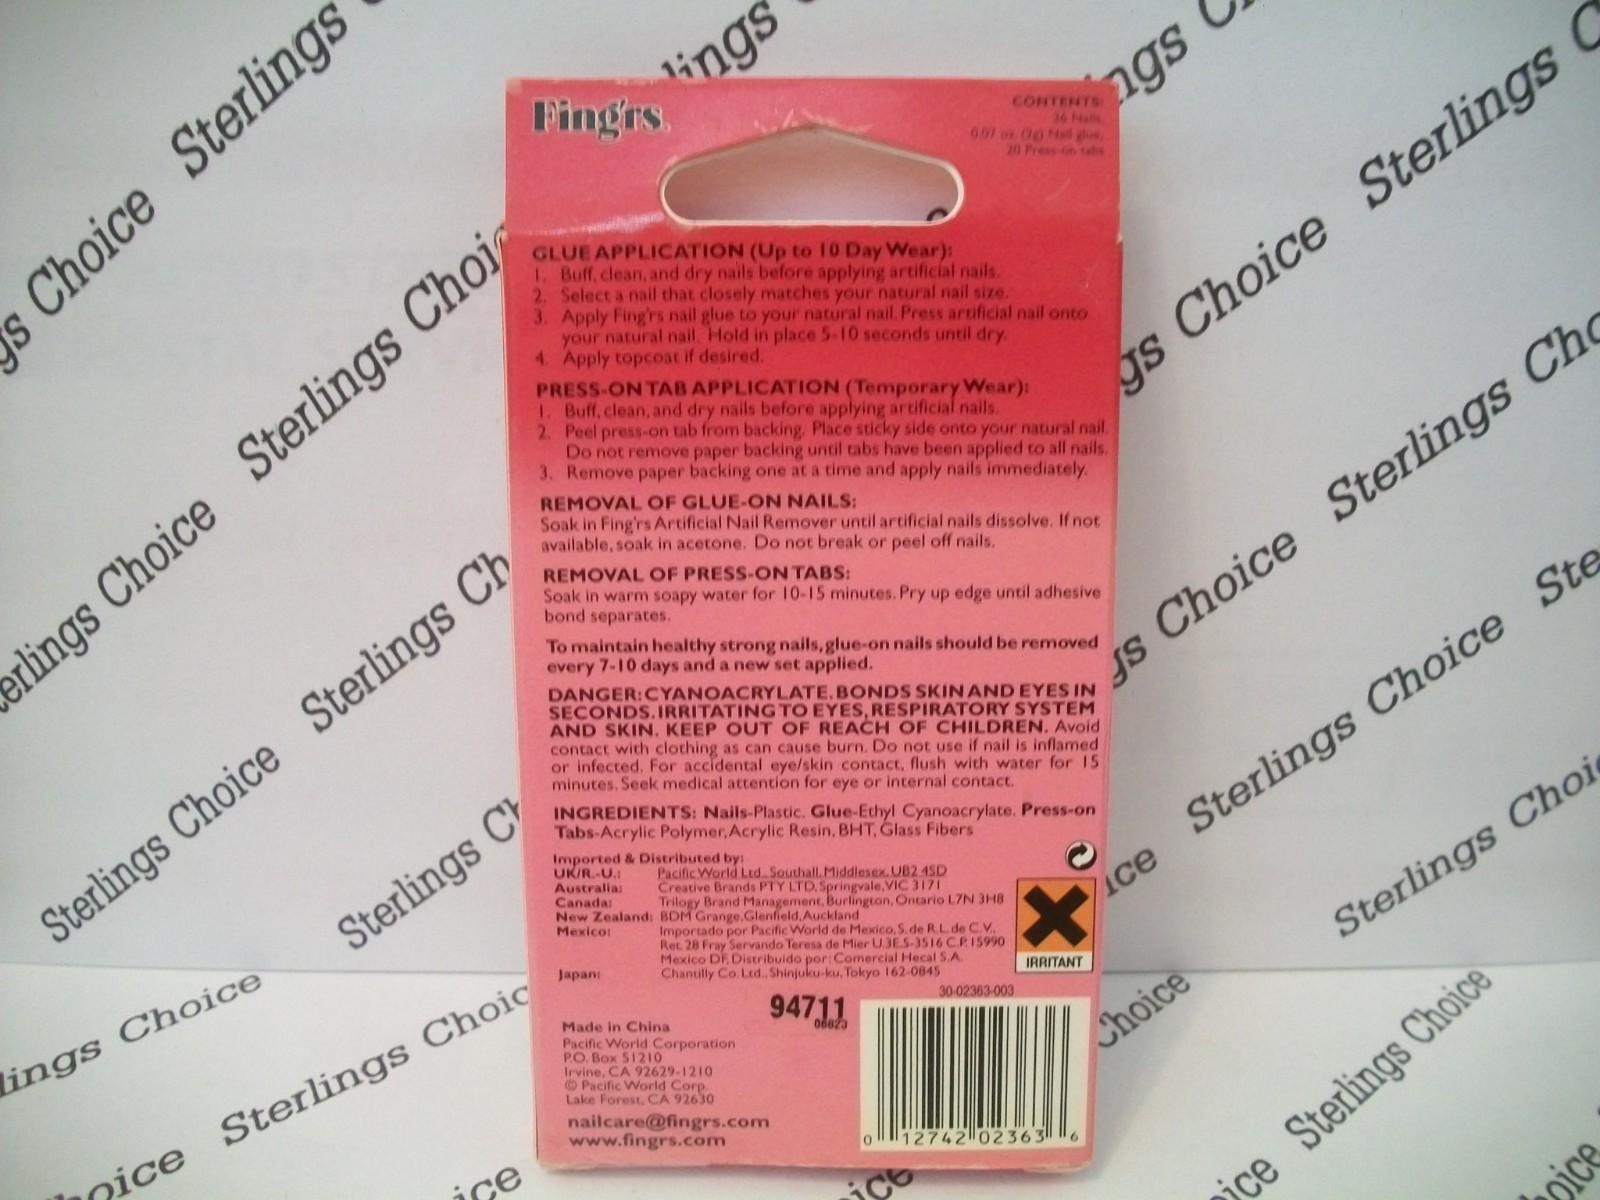 Fing'rs
CONTENTS:
36 Nails,
0.07 oz. (2g) Nail glue,
20 Press-on tabs
GLUE APPLICATION (Up to 10 Day Wear):
1. Buff, clean, and dry nails before applying artificial nails.
2. Select a nail that closely matches your natural nail size.
3. Apply Fing'rs nail glue to your natural nail. Press artificial nail onto
your natural nail. Hold in place 5-10 seconds until dry.
4. Apply topcoat if desired.
PRESS-ON TAB APPLICATION (Temporary Wear):
1. Buff, clean, and dry nails before applying artificial nails.
2. Peel press-on tab from backing. Place sticky side onto your natural nail.
Do not remove paper backing until tabs have been applied to all nails.
3. Remove paper backing one at a time and apply nails immediately.
REMOVAL OF GLUE-ON NAILS:
Soak in Fing'rs Artificial Nail Remover until artificial nails dissolve. If not
available, soak in acetone. Do not break or peel off nails.
REMOVAL OF PRESS-ON TABS:
Soak in warm soapy water for 10-15 minutes. Pry up edge until adhesive
bond separates.
To maintain healthy strong nails, glue-on nails should be removed
every 7-10 days and a new set applied.
DANGER: CYANOACRYLATE. BONDS SKIN AND EYES IN
SECONDS. IRRITATING TO EYES, RESPIRATORY SYSTEM
AND SKIN. KEEP OUT OF REACH OF CHILDREN. Avoid
contact with clothing as can cause burn. Do not use if nail is inflamed
or infected. For accidental eye/skin contact, flush with water for 15
minutes. Seek medical attention for eye or internal contact.
INGREDIENTS: Nails-Plastic. Glue-Ethyl Cyanoacrylate. Press-on
Tabs-Acrylic Polymer, Acrylic Resin, BHT, Glass Fibers
Imported & Distributed by:
UK/R.-U.: Pacific World Ltd., Southall, Middlesex, UB2 4SD
Australia: Creative Brands PTY LTD, Springvale, VIC 3171
Canada: Trilogy Brand Management, Burlington, Ontario L7N 3H8
New Zealand: BDM Grange, Glenfield, Auckland
Mexico: Importado por Pacific World de Mexico, S. de R.L. de C.V.,
Ret. 28 Fray Servando Teresa de Mier U.3E.5-3516 C.P. 15990
Mexico DF, Distribuido por: Comercial Hecal S.A.
Japan: Chantilly Co. Ltd., Shinjuku-ku, Tokyo 162-0845
IRRITANT
30-02363-003
94711
06823
Made in China
Pacific World Corporation
P.O. Box 51210
Irvine, CA 92629-1210
© Pacific World Corp.
Lake Forest, CA 92630
nailcare@fingrs.com
www.fingrs.com
0 12742 02363 6
Sterlings Choice
Sterlings Choice
Sterlings Choice
Sterlings Choice
Sterlings Choice
Sterlings Choice
Sterlings Choice